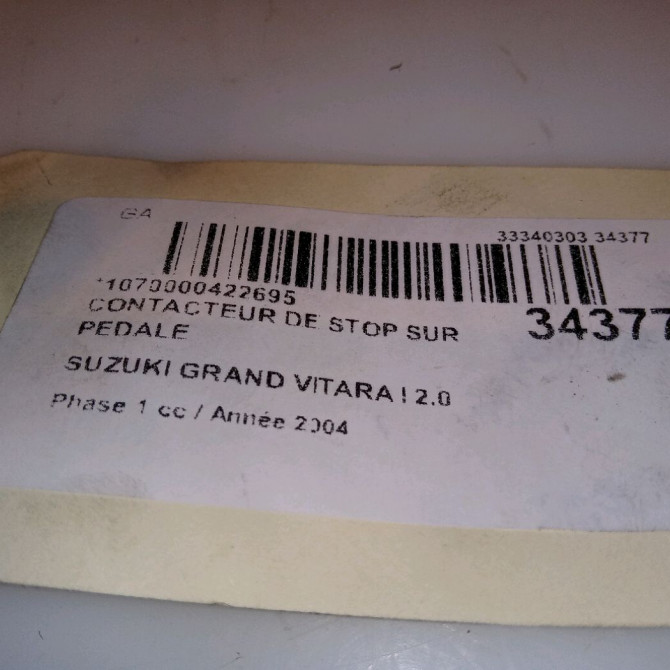 GA
33340303 34377
*1070000422695
34377
CONTACTEUR DE STOP SUR
PEDALE
SUZUKI GRAND VITARA I 2.0
Phase 1 cc / Année 2004